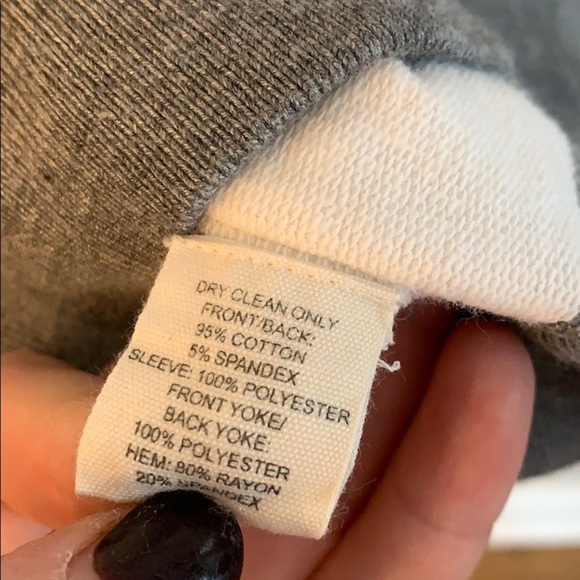 DRY CLEAN ONLY
FRONT/BACK:
95% COTTON
5% SPANDEX
SLEEVE: 100% POLYESTER
FRONT YOKE/
BACK YOKE:
100% POLYESTER
HEM: 80% RAYON
20% SPANDEX